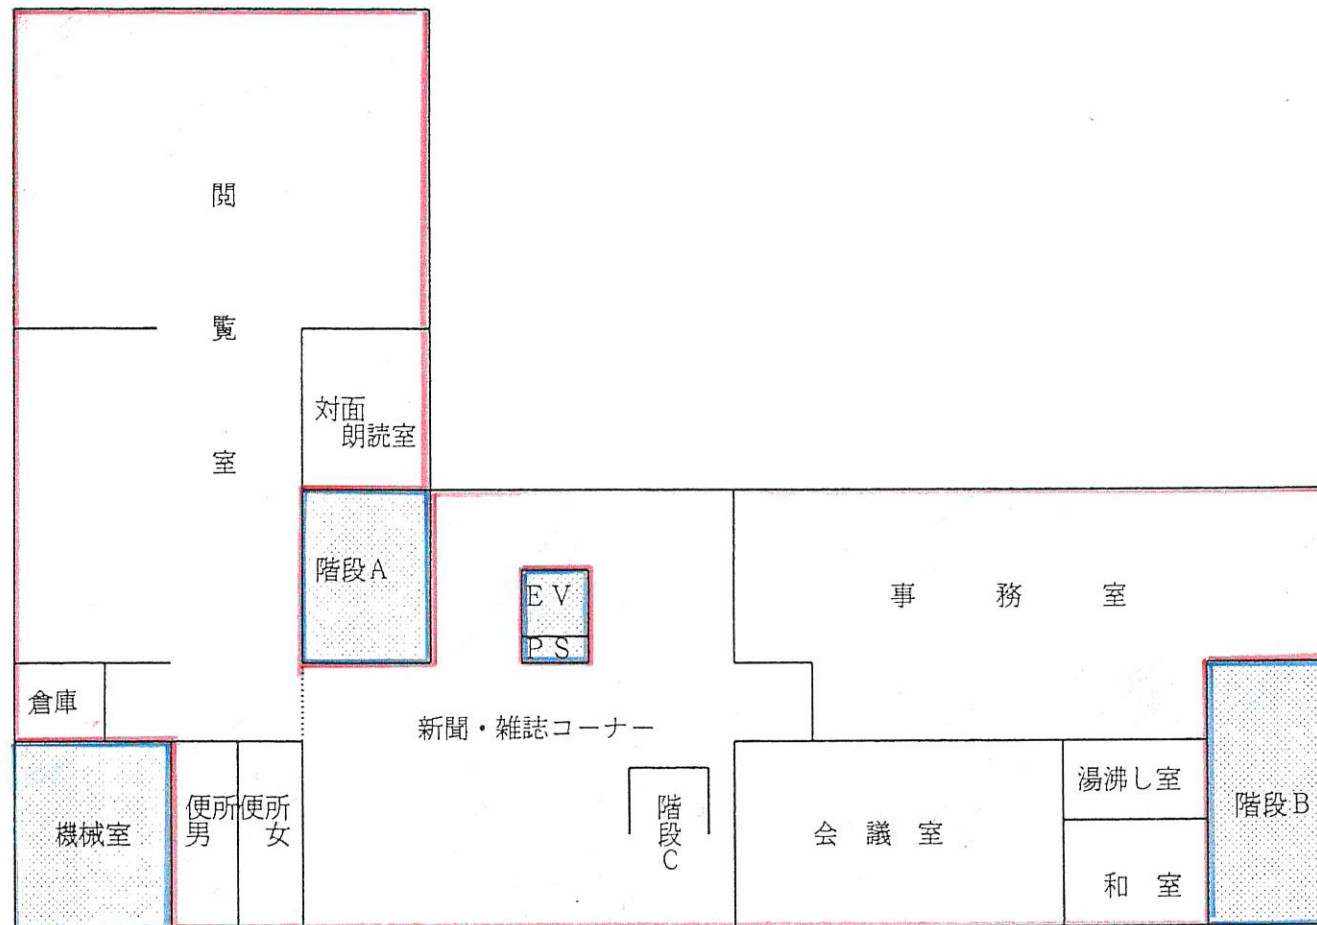 閲覧室
対面
朗読室
階段A
EV
PS
事務室
倉庫
新聞・雑誌コーナー
機械室
便所
男
便所
女
階段C
会議室
湯沸し室
和室
階段B